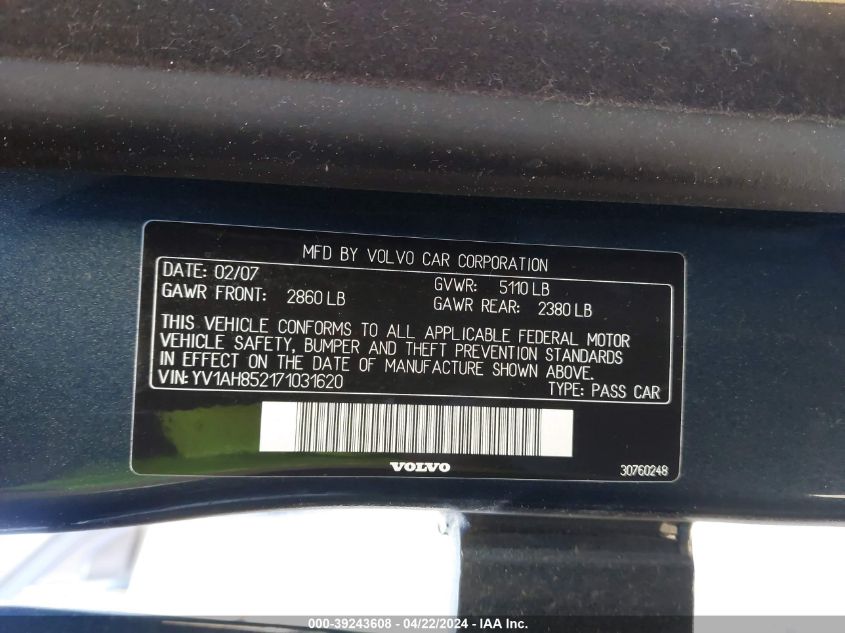 MFD BY VOLVO CAR CORPORATION
DATE: 02/07 GVWR: 5110 LB
GAWR FRONT: 2860 LB GAWR REAR: 2380 LB
THIS VEHICLE CONFORMS TO ALL APPLICABLE FEDERAL MOTOR
VEHICLE SAFETY, BUMPER AND THEFT PREVENTION STANDARDS
IN EFFECT ON THE DATE OF MANUFACTURE SHOWN ABOVE.
VIN: YV1AH852171031620 TYPE: PASS CAR
VOLVO 30760248
000-39243608 - 04/22/2024 - IAA Inc.